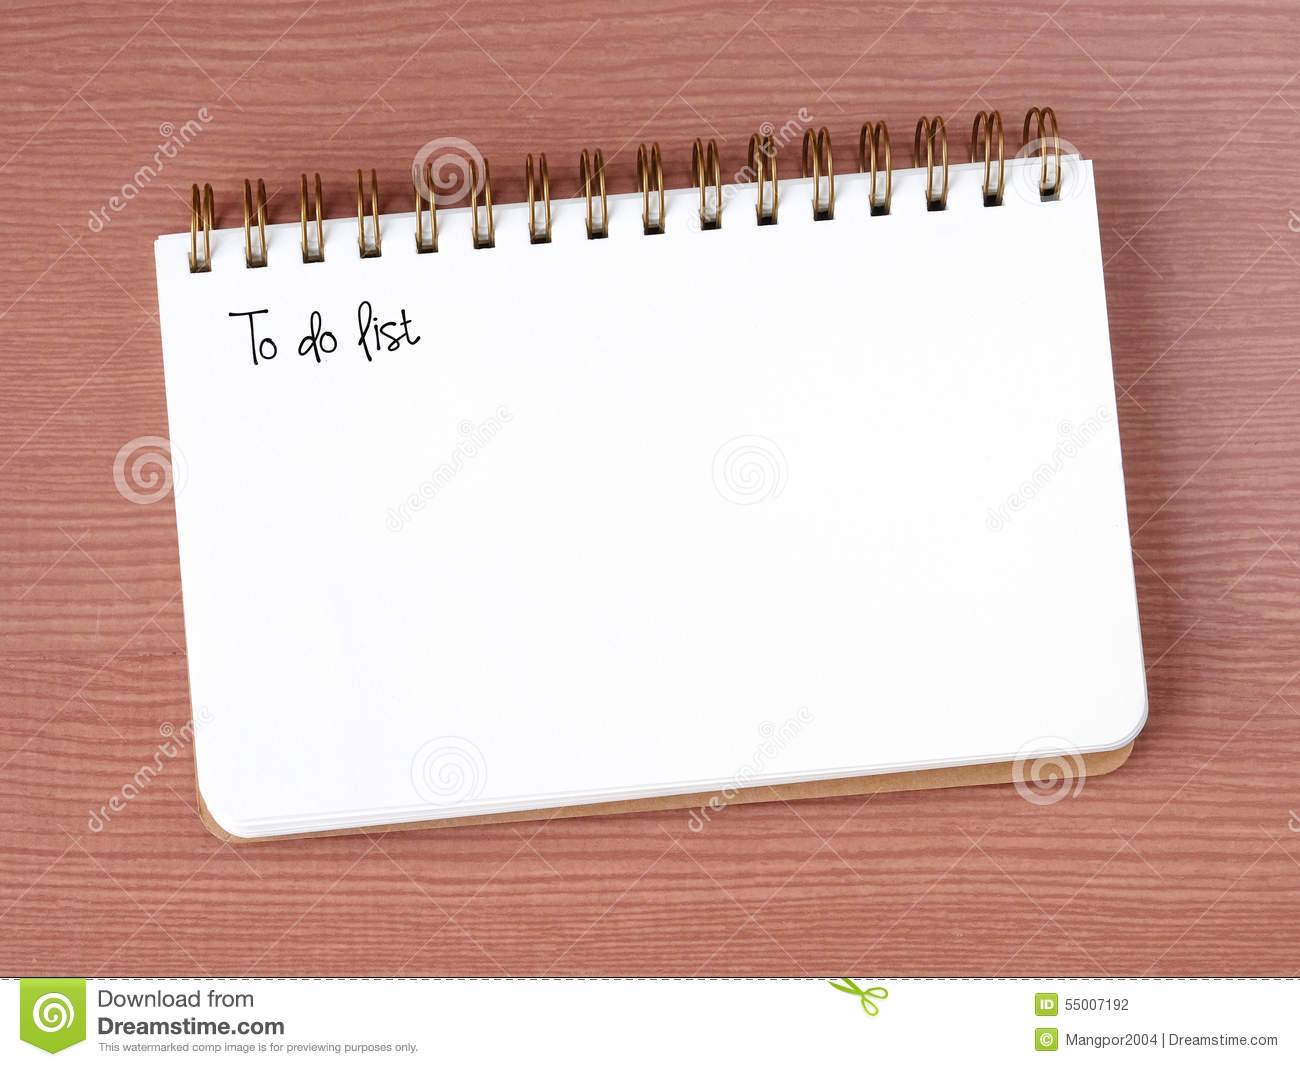 To do list
dreamstime
dreamstime
dreamstime
dreamstime
dreamstime
dreamstime
Download from
Dreamstime.com
This watermarked comp image is for previewing purposes only.
ID 55007192
© Mangpor2004 | Dreamstime.com